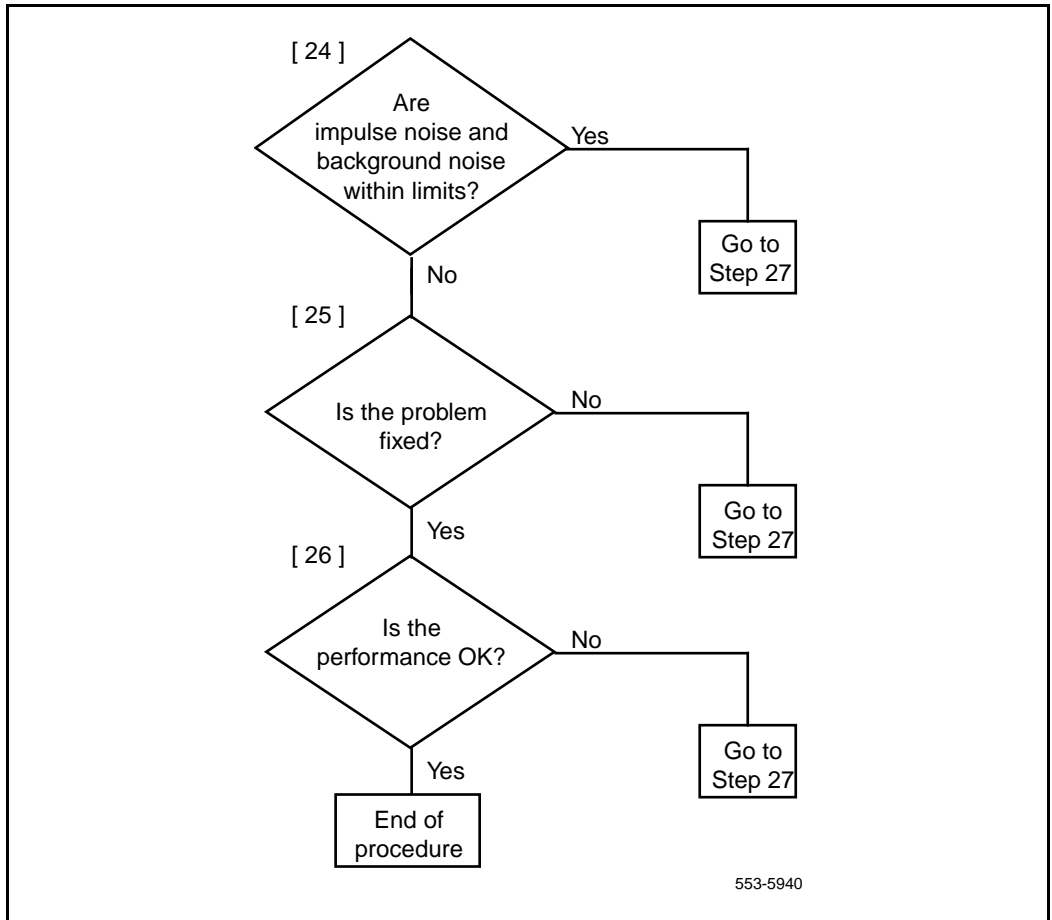 [ 24 ]
Are
impulse noise and
background noise
within limits?
Yes
Go to
Step 27
No
[ 25 ]
Is the problem
fixed?
No
Go to
Step 27
Yes
[ 26 ]
Is the
performance OK?
No
Go to
Step 27
Yes
End of
procedure
553-5940